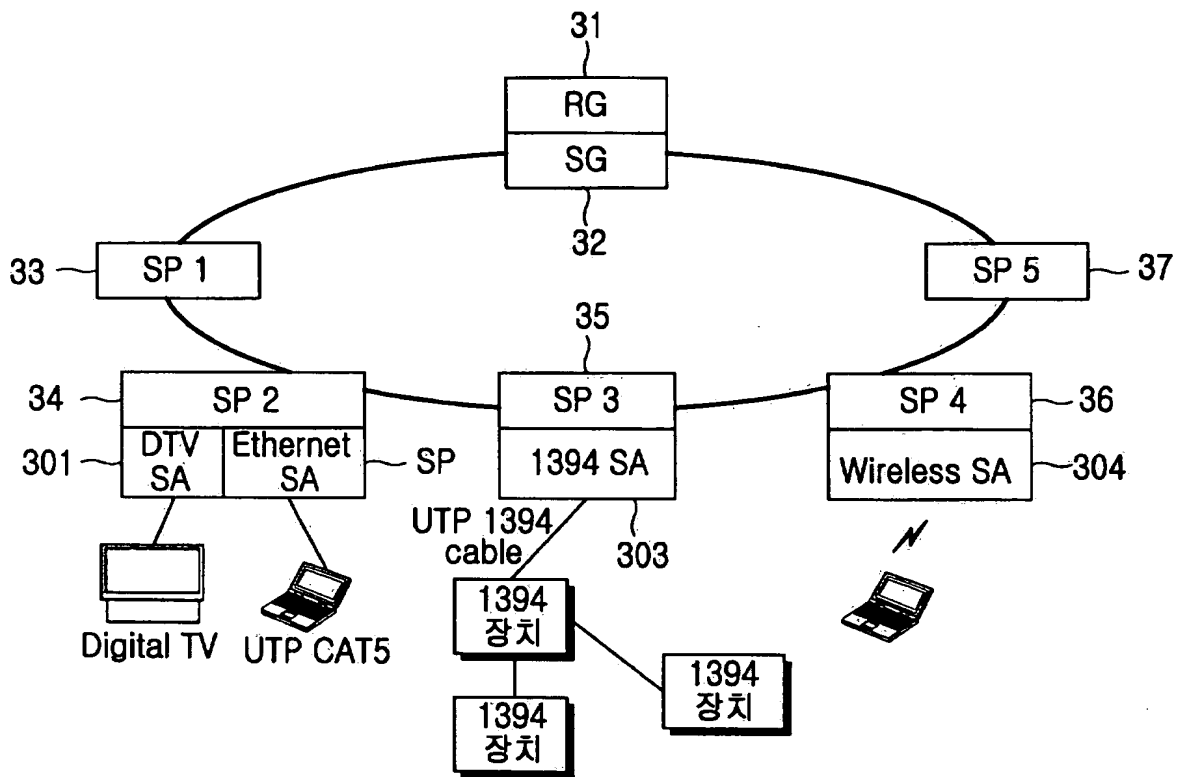 31
RG
SG
32
33
SP 1
SP 5
37
35
34
SP 2
SP 3
SP 4
36
301
DTV
SA
Ethernet
SA
SP
1394 SA
Wireless SA
304
UTP 1394
cable
303
Digital TV
UTP CAT5
1394
장치
1394
장치
1394
장치